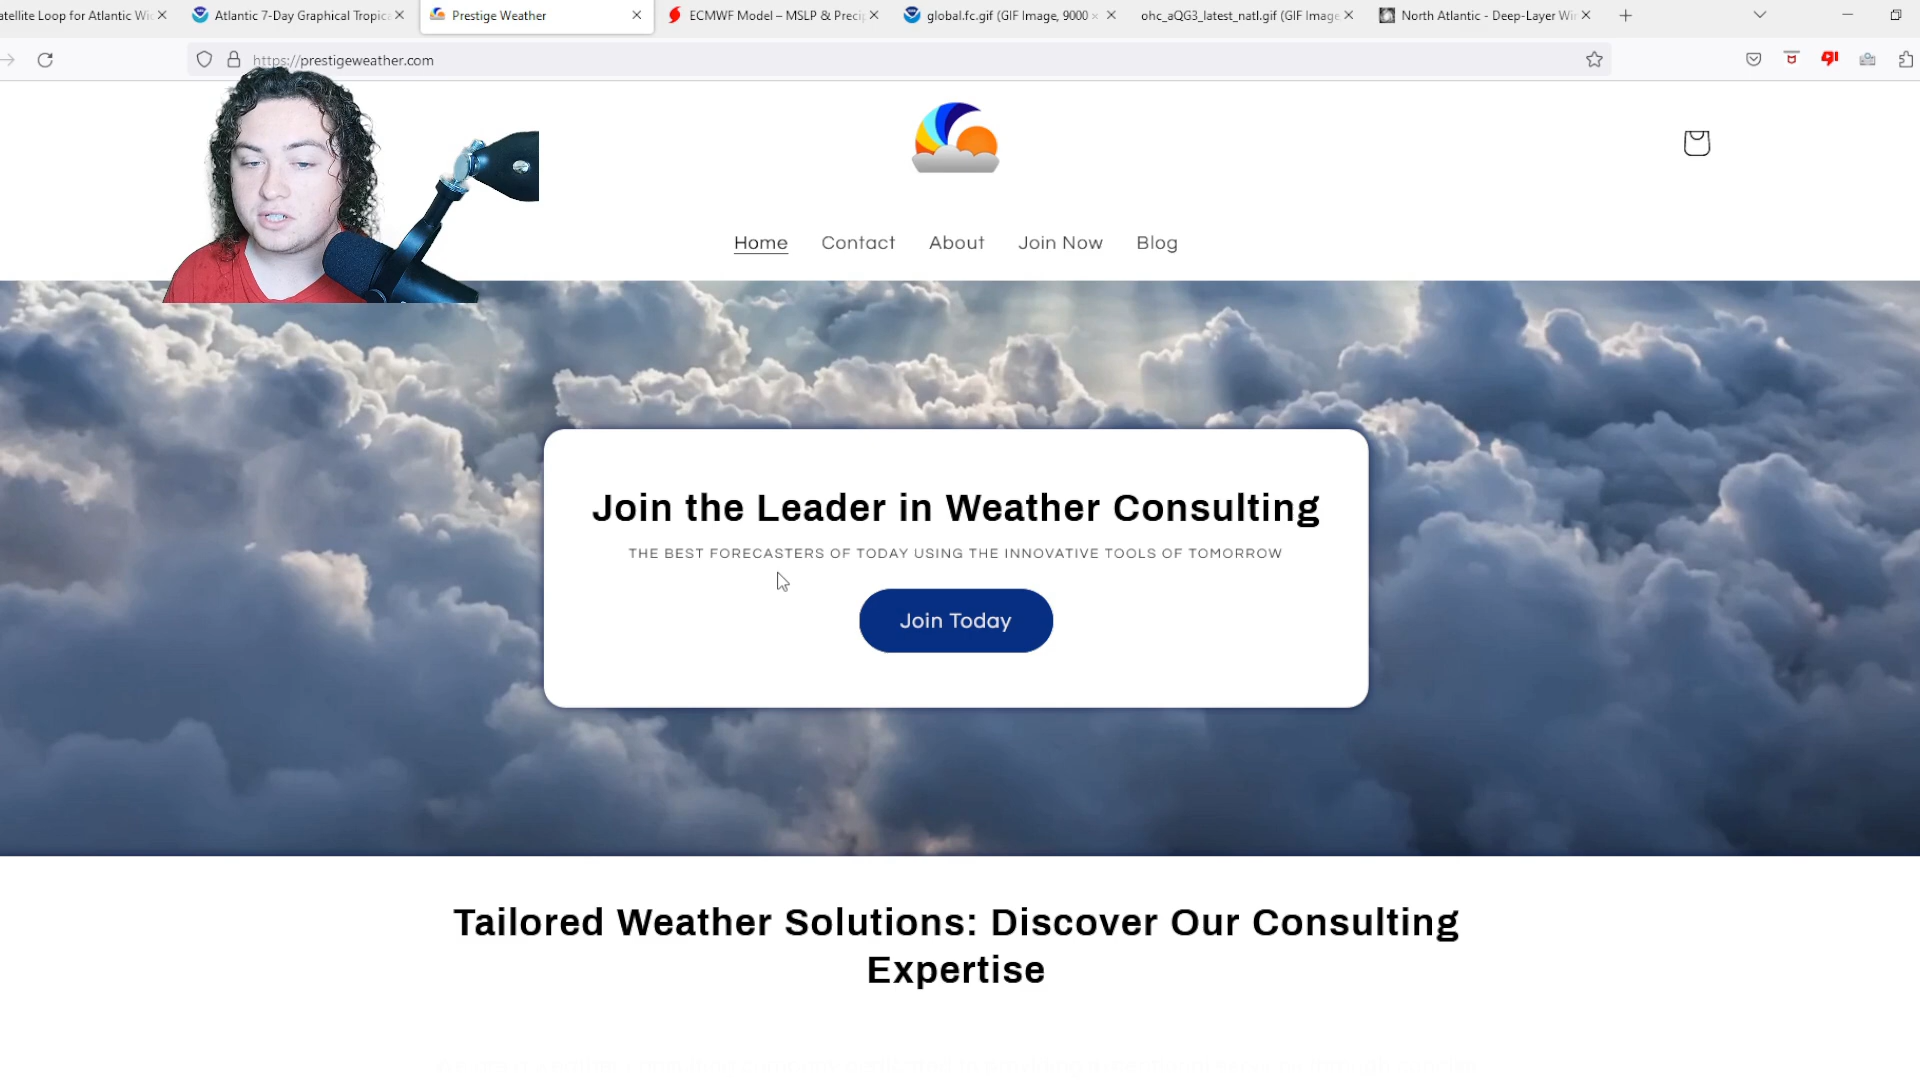 atellite Loop for Atlantic Wi
Atlantic 7-Day Graphical Tropic
Prestige Weather
ECMWF Model – MSLP & Preci
global.fc.gif (GIF Image, 9000 ×
ohc_aQG3_latest_natl.gif (GIF Image
North Atlantic - Deep-Layer Wi
https://prestigeweather.com
Home
Contact
About
Join Now
Blog
Join the Leader in Weather Consulting
THE BEST FORECASTERS OF TODAY USING THE INNOVATIVE TOOLS OF TOMORROW
Join Today
Tailored Weather Solutions: Discover Our Consulting
Expertise